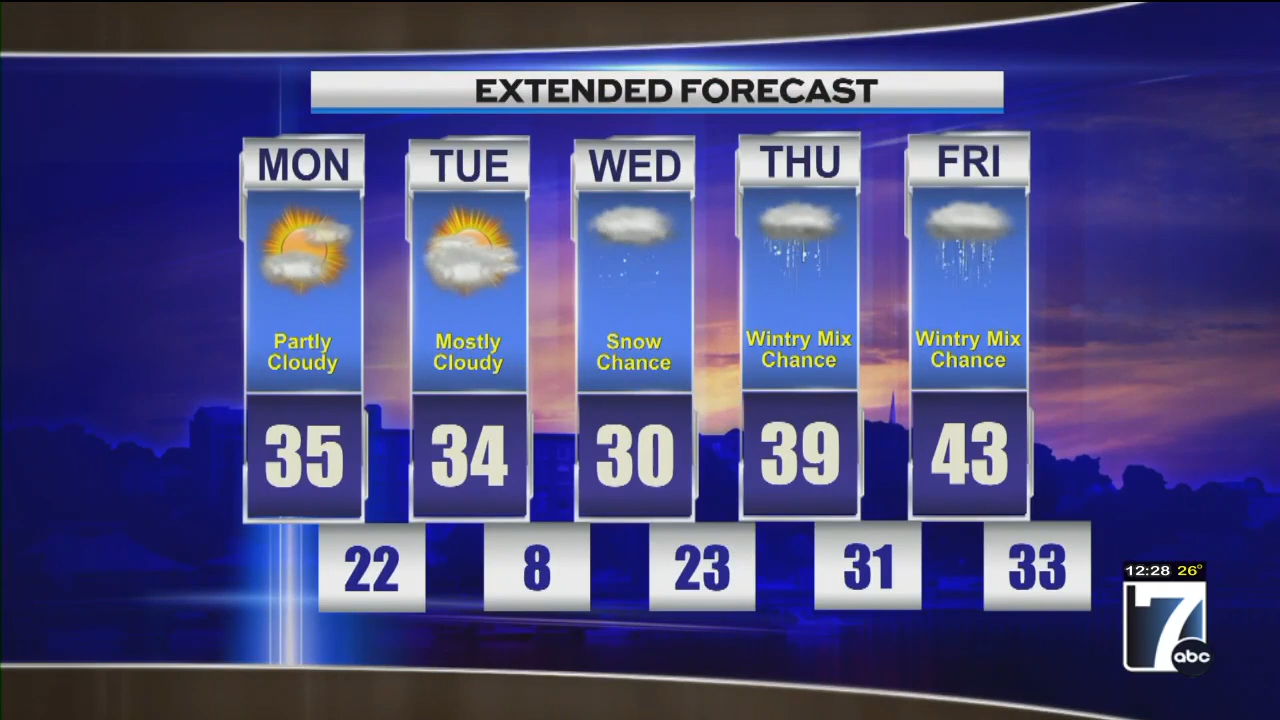 EXTENDED FORECAST
MON TUE WED THU FRI
Partly Cloudy
Mostly Cloudy
Snow Chance
Wintry Mix Chance
Wintry Mix Chance
35 34 30 39 43
22 8 23 31 33
12:28 26°
7
abc